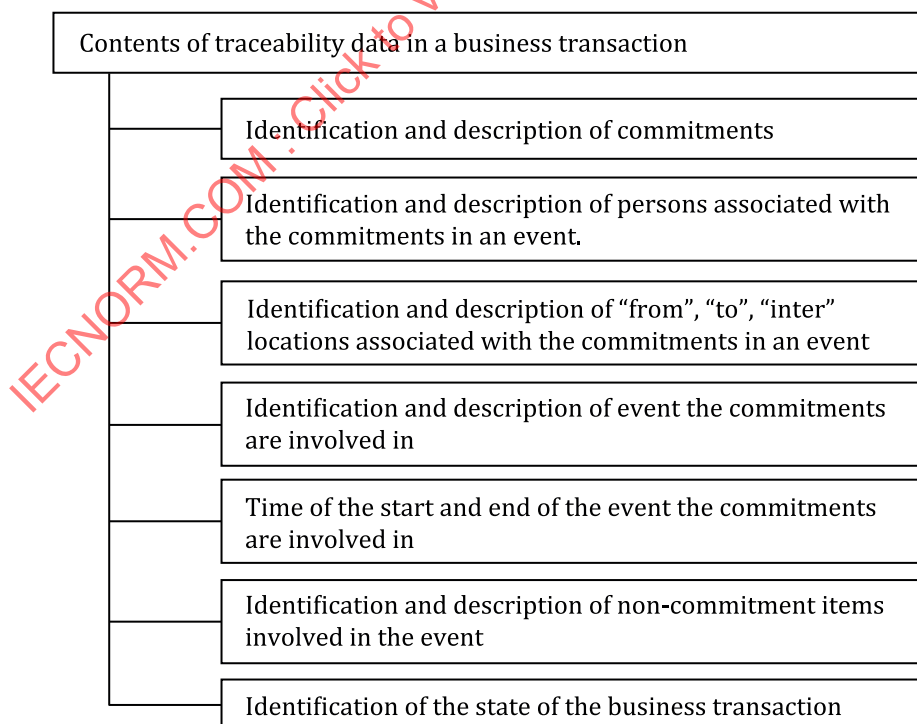 Contents of traceability data in a business transaction
Identification and description of commitments
Identification and description of persons associated with
the commitments in an event.
Identification and description of “from”, “to”, “inter”
locations associated with the commitments in an event
Identification and description of event the commitments
are involved in
Time of the start and end of the event the commitments
are involved in
Identification and description of non-commitment items
involved in the event
Identification of the state of the business transaction
IECNORM.COM : Click to